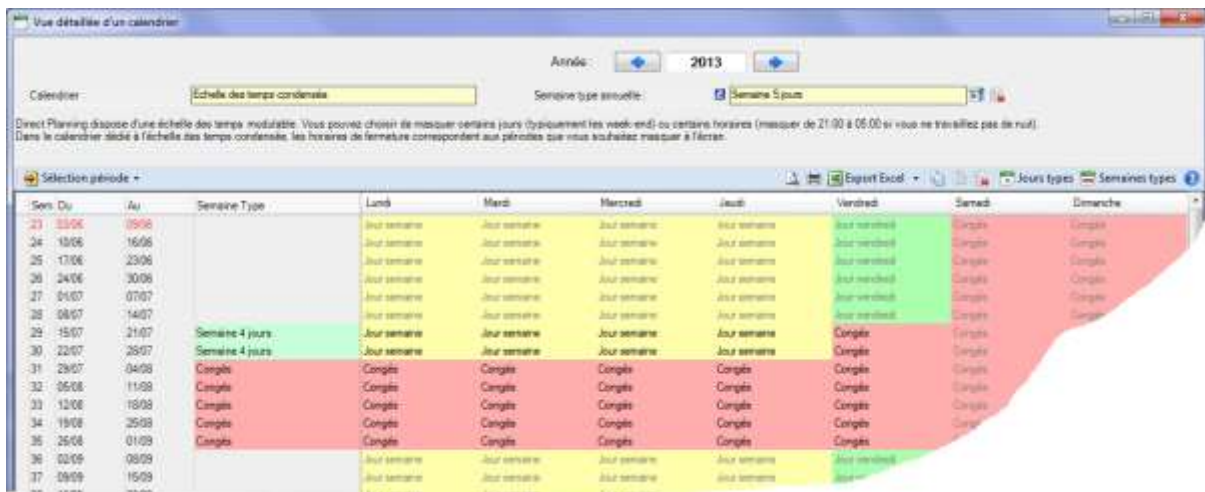 Vue détaillée d'un calendrier
Année : 2013
Calendrier Echelle des temps condensée Semaine type annuelle Semaine 5 jours
Direct Planning dispose d'une échelle des temps modulable. Vous pouvez choisir de masquer certains jours (typiquement les week-end) ou certains horaires (masquer de 21:00 à 05:00 si vous ne travaillez pas de nuit).
Dans le calendrier dédié à l'échelle des temps condensée, les horaires de fermeture correspondent aux périodes que vous souhaitez masquer à l'écran.
Sélection période Export Excel Jours types Semaines types
Sem Du Au Semaine Type Lundi Mardi Mercredi Jeudi Vendredi Samedi Dimanche
23 03/06 09/06 Jour semaine Jour semaine Jour semaine Jour semaine Jour vendredi Congés Congés
24 10/06 16/06 Jour semaine Jour semaine Jour semaine Jour semaine Jour vendredi Congés Congés
25 17/06 23/06 Jour semaine Jour semaine Jour semaine Jour semaine Jour vendredi Congés Congés
26 24/06 30/06 Jour semaine Jour semaine Jour semaine Jour semaine Jour vendredi Congés Congés
27 01/07 07/07 Jour semaine Jour semaine Jour semaine Jour semaine Jour vendredi Congés Congés
28 08/07 14/07 Jour semaine Jour semaine Jour semaine Jour semaine Jour vendredi Congés
29 15/07 21/07 Semaine 4 jours Jour semaine Jour semaine Jour semaine Jour semaine Congés Congés
30 22/07 28/07 Semaine 4 jours Jour semaine Jour semaine Jour semaine Jour semaine Congés Congés
31 29/07 04/08 Congés Congés Congés Congés Congés Congés Congés
32 05/08 11/08 Congés Congés Congés Congés Congés Congés Congés
33 12/08 18/08 Congés Congés Congés Congés Congés Congés Congés
34 19/08 25/08 Congés Congés Congés Congés Congés Congés
35 26/08 01/09 Congés Congés Congés Congés Congés Congés
36 02/09 08/09 Jour semaine Jour semaine Jour semaine Jour semaine Jour vendredi
37 09/09 15/09 Jour semaine Jour semaine Jour semaine Jour semaine